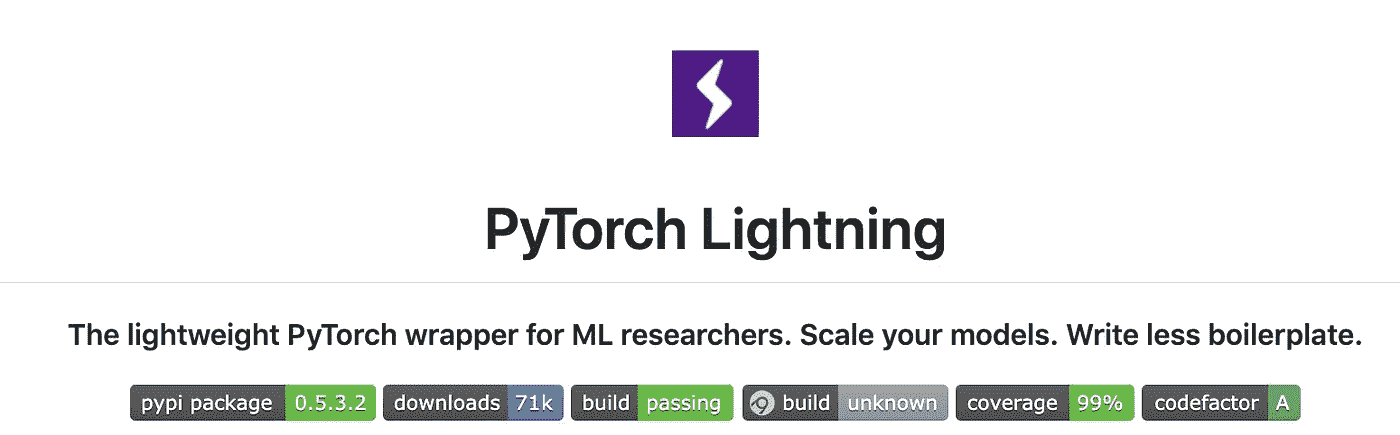 PyTorch Lightning
The lightweight PyTorch wrapper for ML researchers. Scale your models. Write less boilerplate.
pypi package 0.5.3.2 downloads 71k build passing build unknown coverage 99% codefactor A